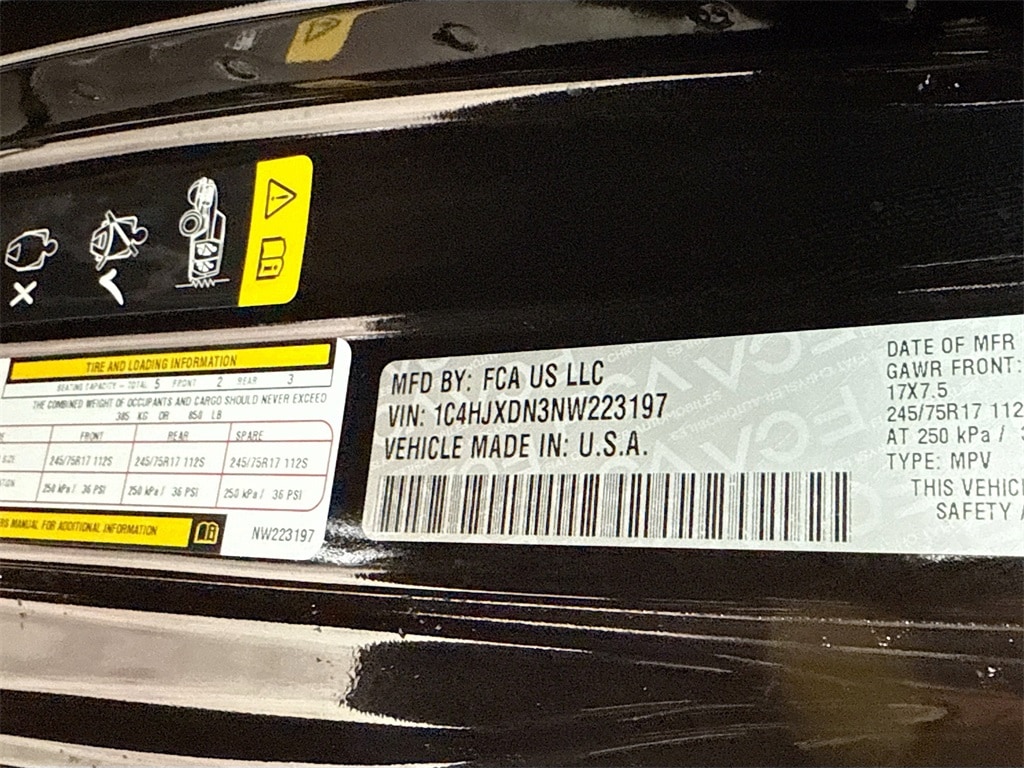 TIRE AND LOADING INFORMATION
SEATING CAPACITY - TOTAL 5 FRONT 2 REAR 3
THE COMBINED WEIGHT OF OCCUPANTS AND CARGO SHOULD NEVER EXCEED
385 KG OR 850 LB
FRONT REAR SPARE
SIZE 245/75R17 112S 245/75R17 112S 245/75R17 112S
250 kPa / 36 PSI 250 kPa / 36 PSI 250 kPa / 36 PSI
MANUAL FOR ADDITIONAL INFORMATION
NW223197
MFD BY: FCA US LLC
VIN: 1C4HJXDN3NW223197
VEHICLE MADE IN: U.S.A.
DATE OF MFR
GAWR FRONT:
17X7.5
245/75R17 112
AT 250 kPa /
TYPE: MPV
THIS VEHIC
SAFETY